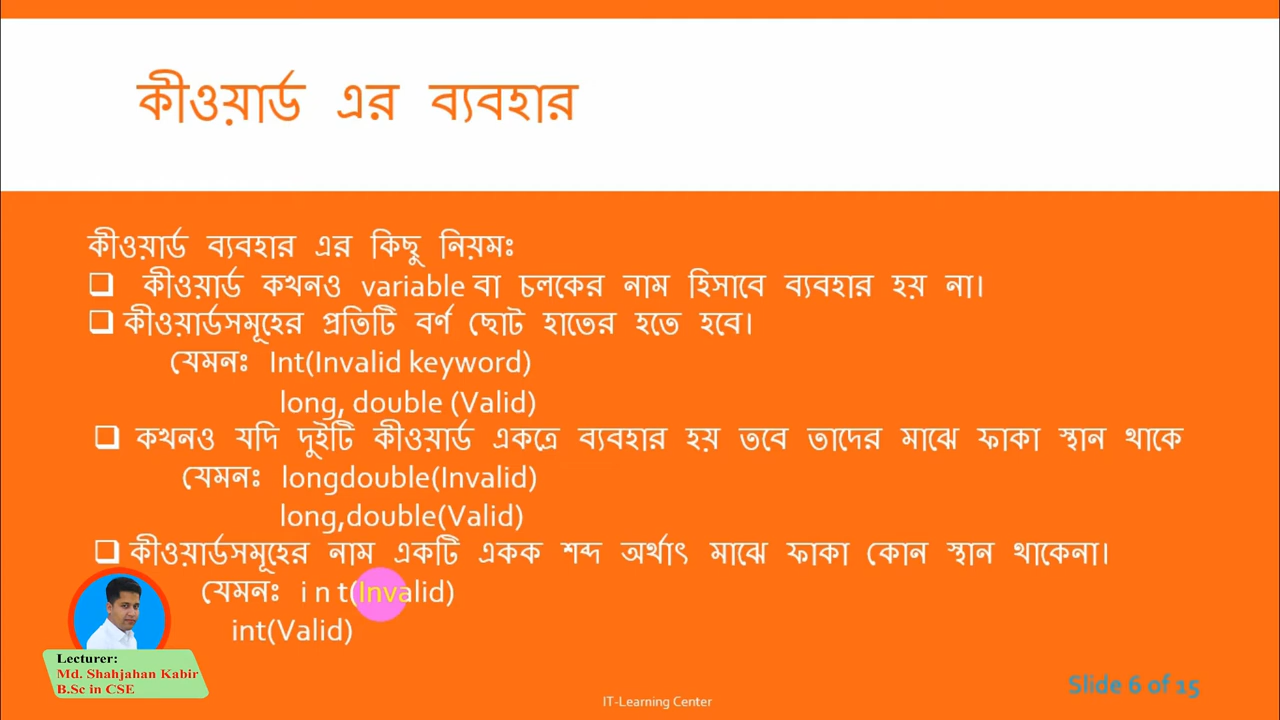 কীওয়ার্ড এর ব্যবহার
কীওয়ার্ড ব্যবহার এর কিছু নিয়মঃ
❑ কীওয়ার্ড কখনও variable বা চলকের নাম হিসাবে ব্যবহার হয় না।
❑ কীওয়ার্ডসমূহের প্রতিটি বর্ণ ছোট হাতের হতে হবে।
যেমনঃ Int(Invalid keyword)
long, double (Valid)
❑ কখনও যদি দুইটি কীওয়ার্ড একত্রে ব্যবহার হয় তবে তাদের মাঝে ফাকা স্থান থাকে
যেমনঃ longdouble(Invalid)
long,double(Valid)
❑ কীওয়ার্ডসমূহের নাম একটি একক শব্দ অর্থাৎ মাঝে ফাকা কোন স্থান থাকেনা।
যেমনঃ i n t(Invalid)
int(Valid)
Lecturer:
Md. Shahjahan Kabir
B.Sc in CSE
IT-Learning Center
Slide 6 of 15